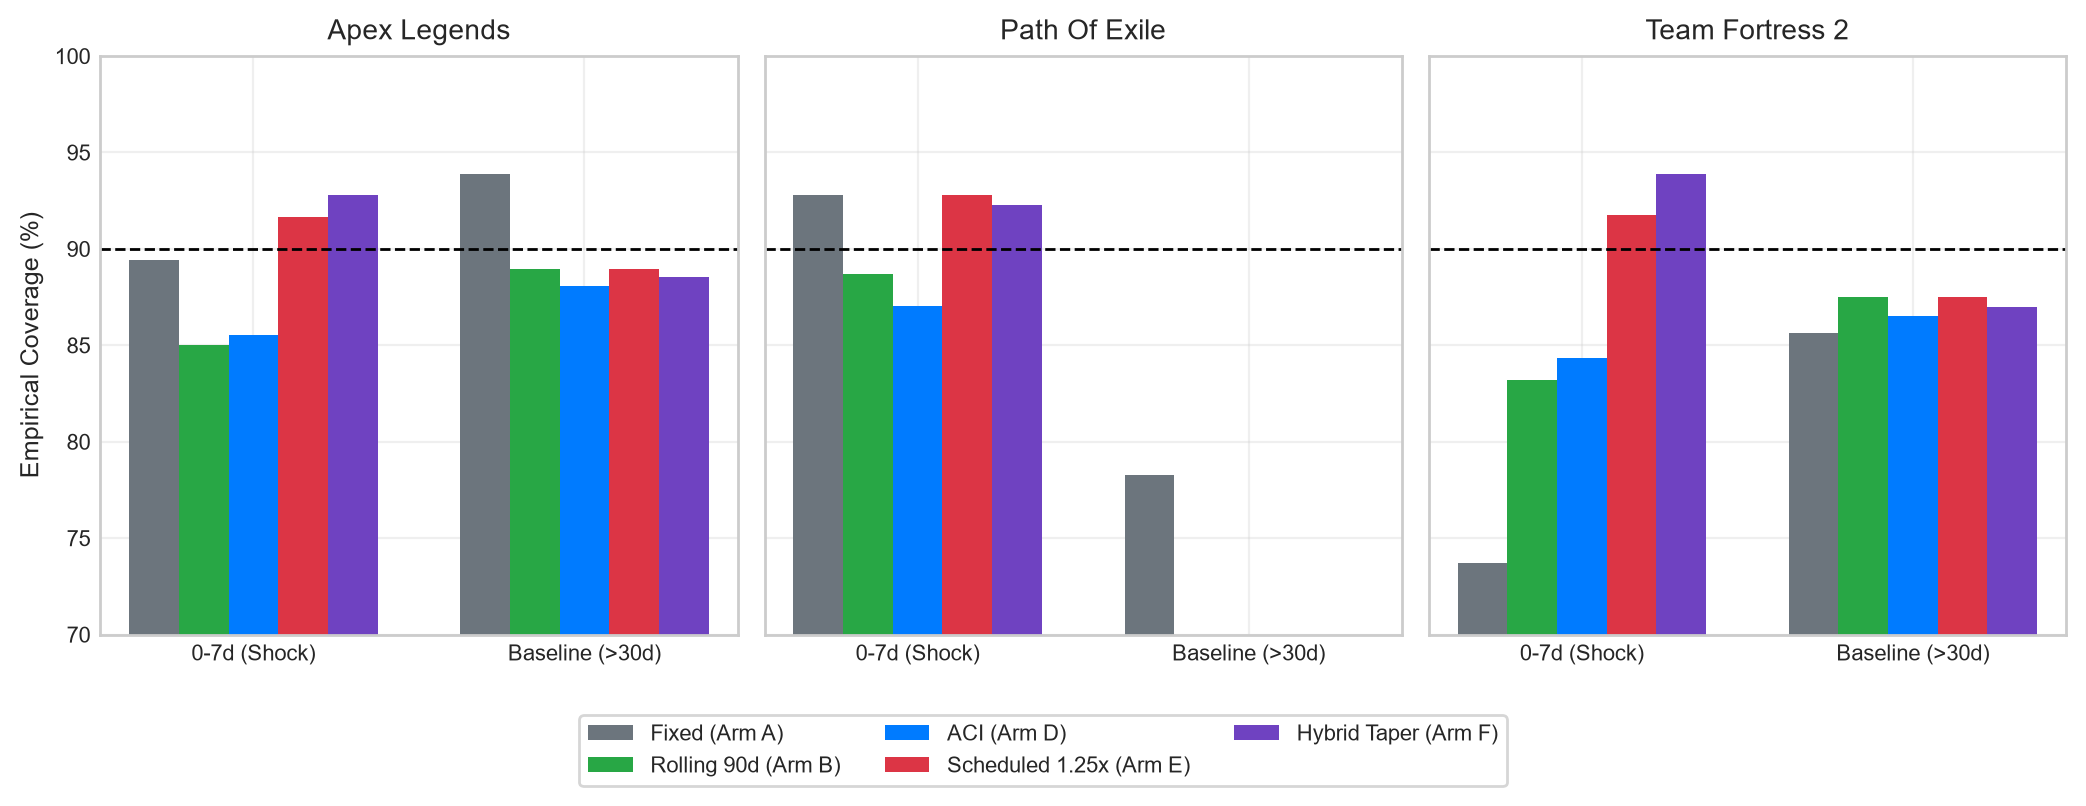 Apex Legends
Path Of Exile
Team Fortress 2
Empirical Coverage (%)
100
95
90
85
80
75
70
0-7d (Shock)
Baseline (>30d)
0-7d (Shock)
Baseline (>30d)
0-7d (Shock)
Baseline (>30d)
Fixed (Arm A)
Rolling 90d (Arm B)
ACI (Arm D)
Scheduled 1.25x (Arm E)
Hybrid Taper (Arm F)